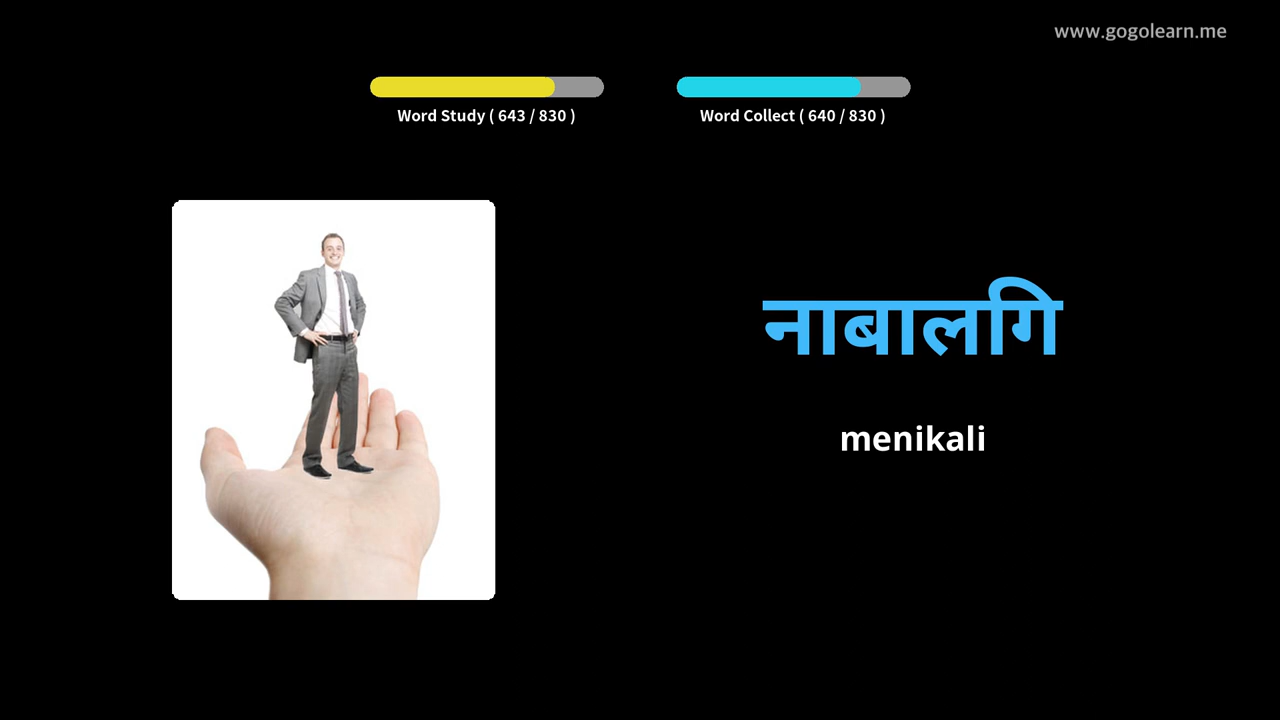 www.gogolearn.me
Word Study ( 643 / 830 )
Word Collect ( 640 / 830 )
नाबालगि
menikali